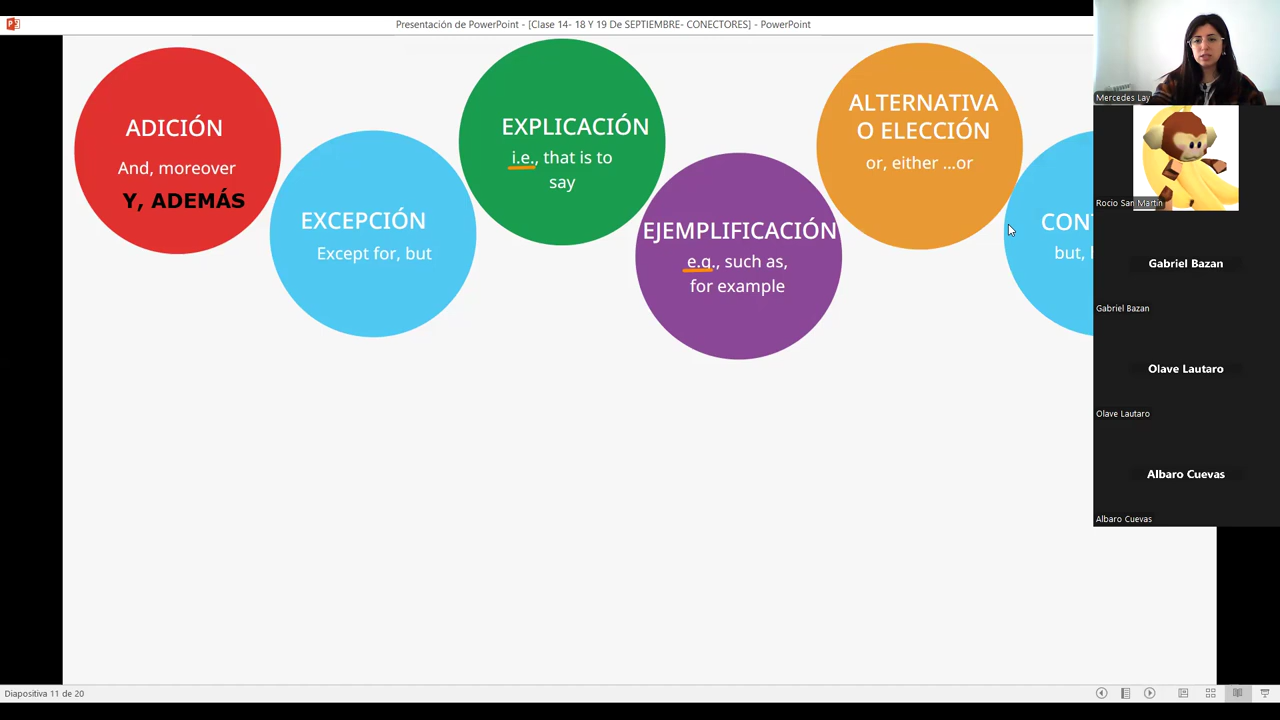 Presentación de PowerPoint - [Clase 14- 18 Y 19 De SEPTIEMBRE- CONECTORES] - PowerPoint
ADICIÓN
And, moreover
Y, ADEMÁS
EXCEPCIÓN
Except for, but
EXPLICACIÓN
i.e., that is to
say
EJEMPLIFICACIÓN
e.g., such as,
for example
ALTERNATIVA
O ELECCIÓN
or, either ...or
but,
Mercedes Lay
Rocio San Martin
Gabriel Bazan
Gabriel Bazan
Olave Lautaro
Olave Lautaro
Albaro Cuevas
Albaro Cuevas
Diapositiva 11 de 20